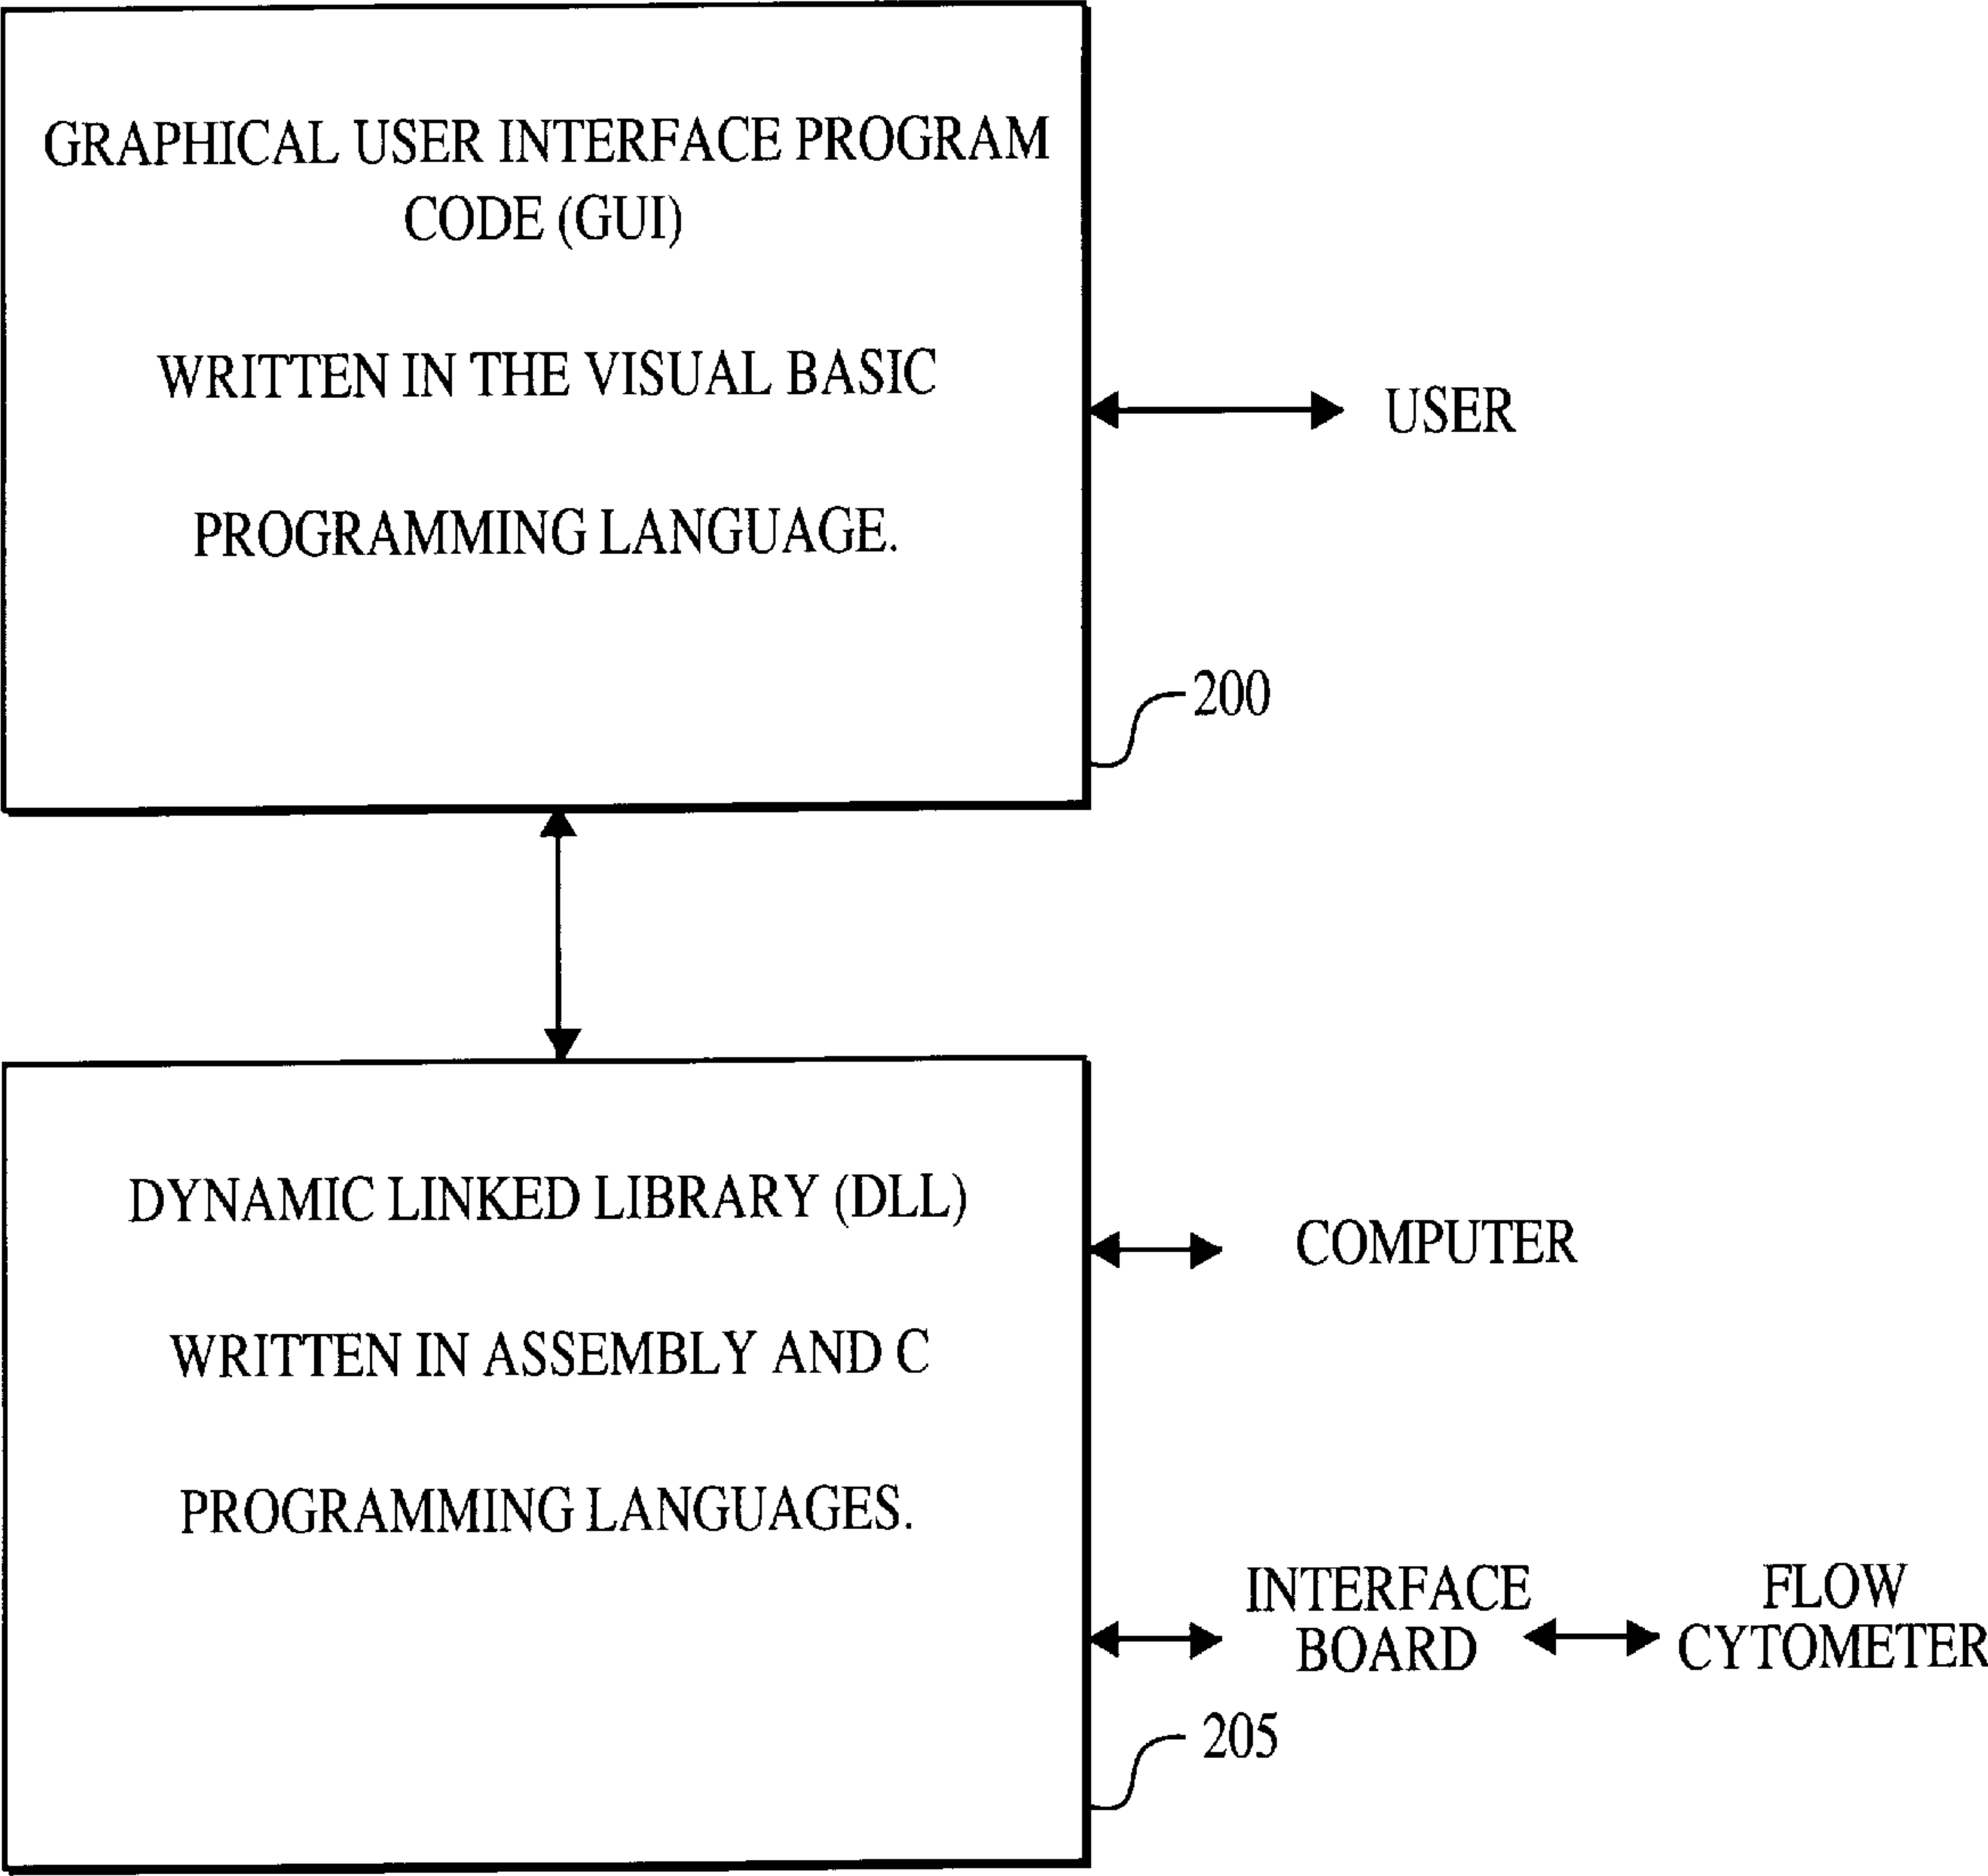 GRAPHICAL USER INTERFACE PROGRAM
CODE (GUI)
WRITTEN IN THE VISUAL BASIC
PROGRAMMING LANGUAGE.
USER
200
DYNAMIC LINKED LIBRARY (DLL)
WRITTEN IN ASSEMBLY AND C
PROGRAMMING LANGUAGES.
COMPUTER
INTERFACE
BOARD
FLOW
CYTOMETER
205